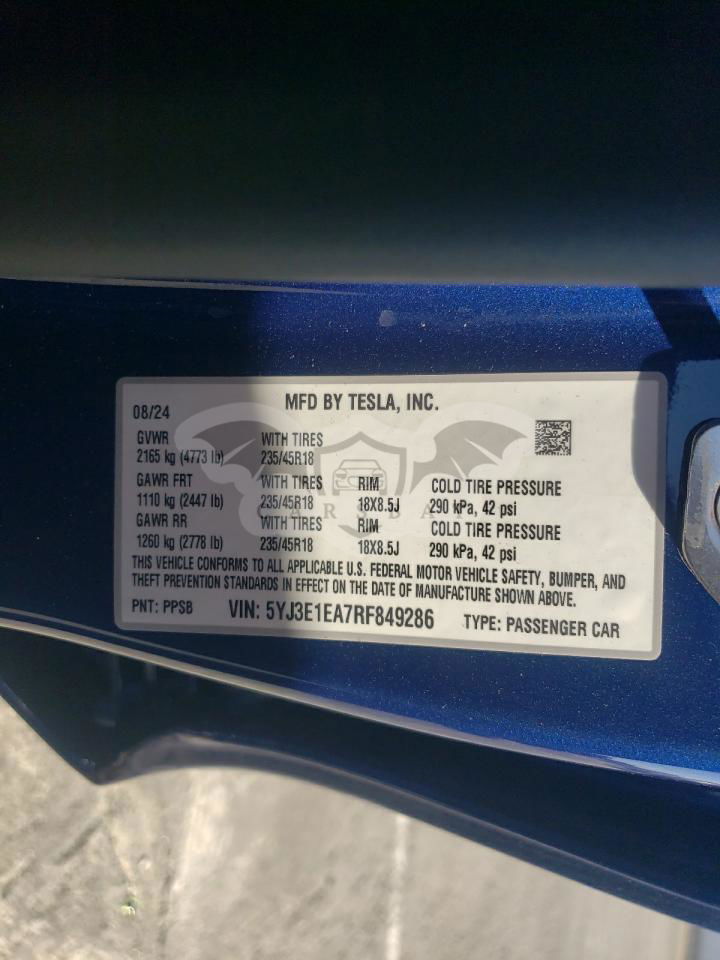 MFD BY TESLA, INC.
08/24
GVWR WITH TIRES
2165 kg (4773 lb) 235/45R18
GAWR FRT WITH TIRES RIM COLD TIRE PRESSURE
1110 kg (2447 lb) 235/45R18 18X8.5J 290 kPa, 42 psi
GAWR RR WITH TIRES RIM COLD TIRE PRESSURE
1260 kg (2778 lb) 235/45R18 18X8.5J 290 kPa, 42 psi
THIS VEHICLE CONFORMS TO ALL APPLICABLE U.S. FEDERAL MOTOR VEHICLE SAFETY, BUMPER, AND
THEFT PREVENTION STANDARDS IN EFFECT ON THE DATE OF MANUFACTURE SHOWN ABOVE.
PNT: PPSB VIN: 5YJ3E1EA7RF849286 TYPE: PASSENGER CAR